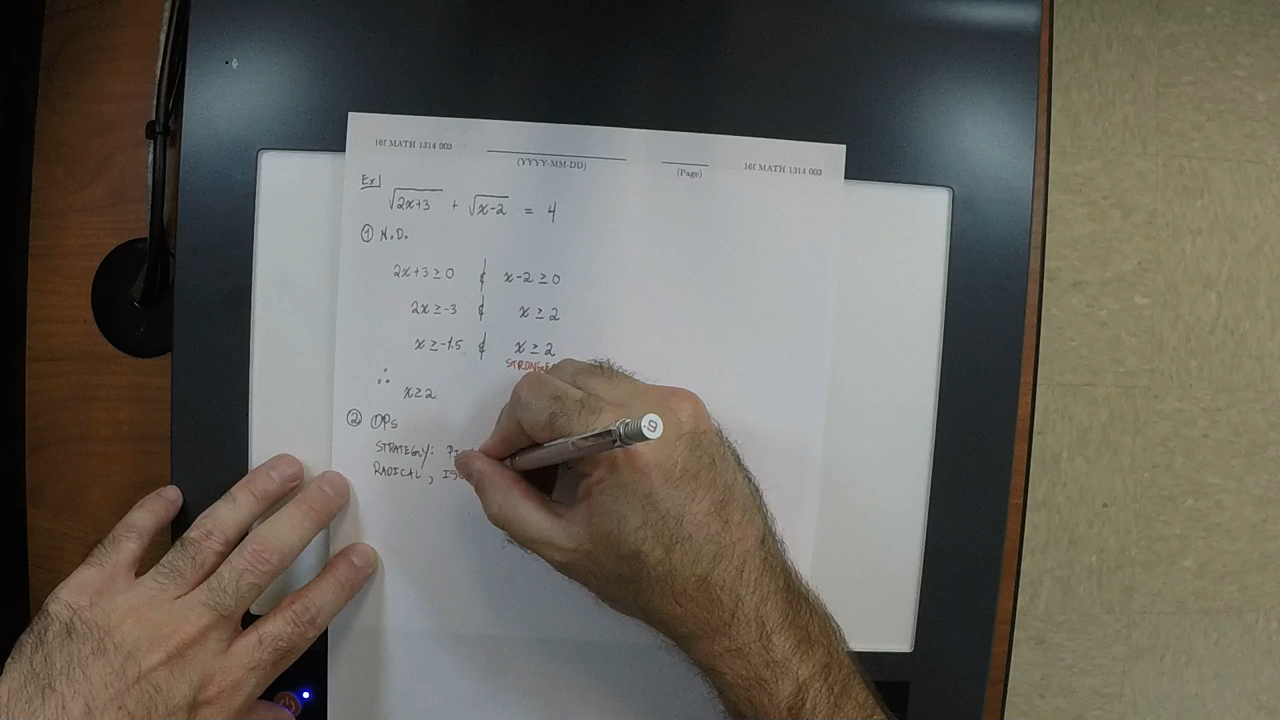 16f MATH 1314 003
(YYYY-MM-DD)
(Page)
16f MATH 1314 003
Ex1
√2x+3 + √x-2 = 4
① N.D.
2x+3 ≥ 0 & x-2 ≥ 0
2x ≥ -3 & x ≥ 2
x ≥ -1.5 & x ≥ 2
∴
x ≥ 2
② OPs
STRATEGY:
RADICAL,